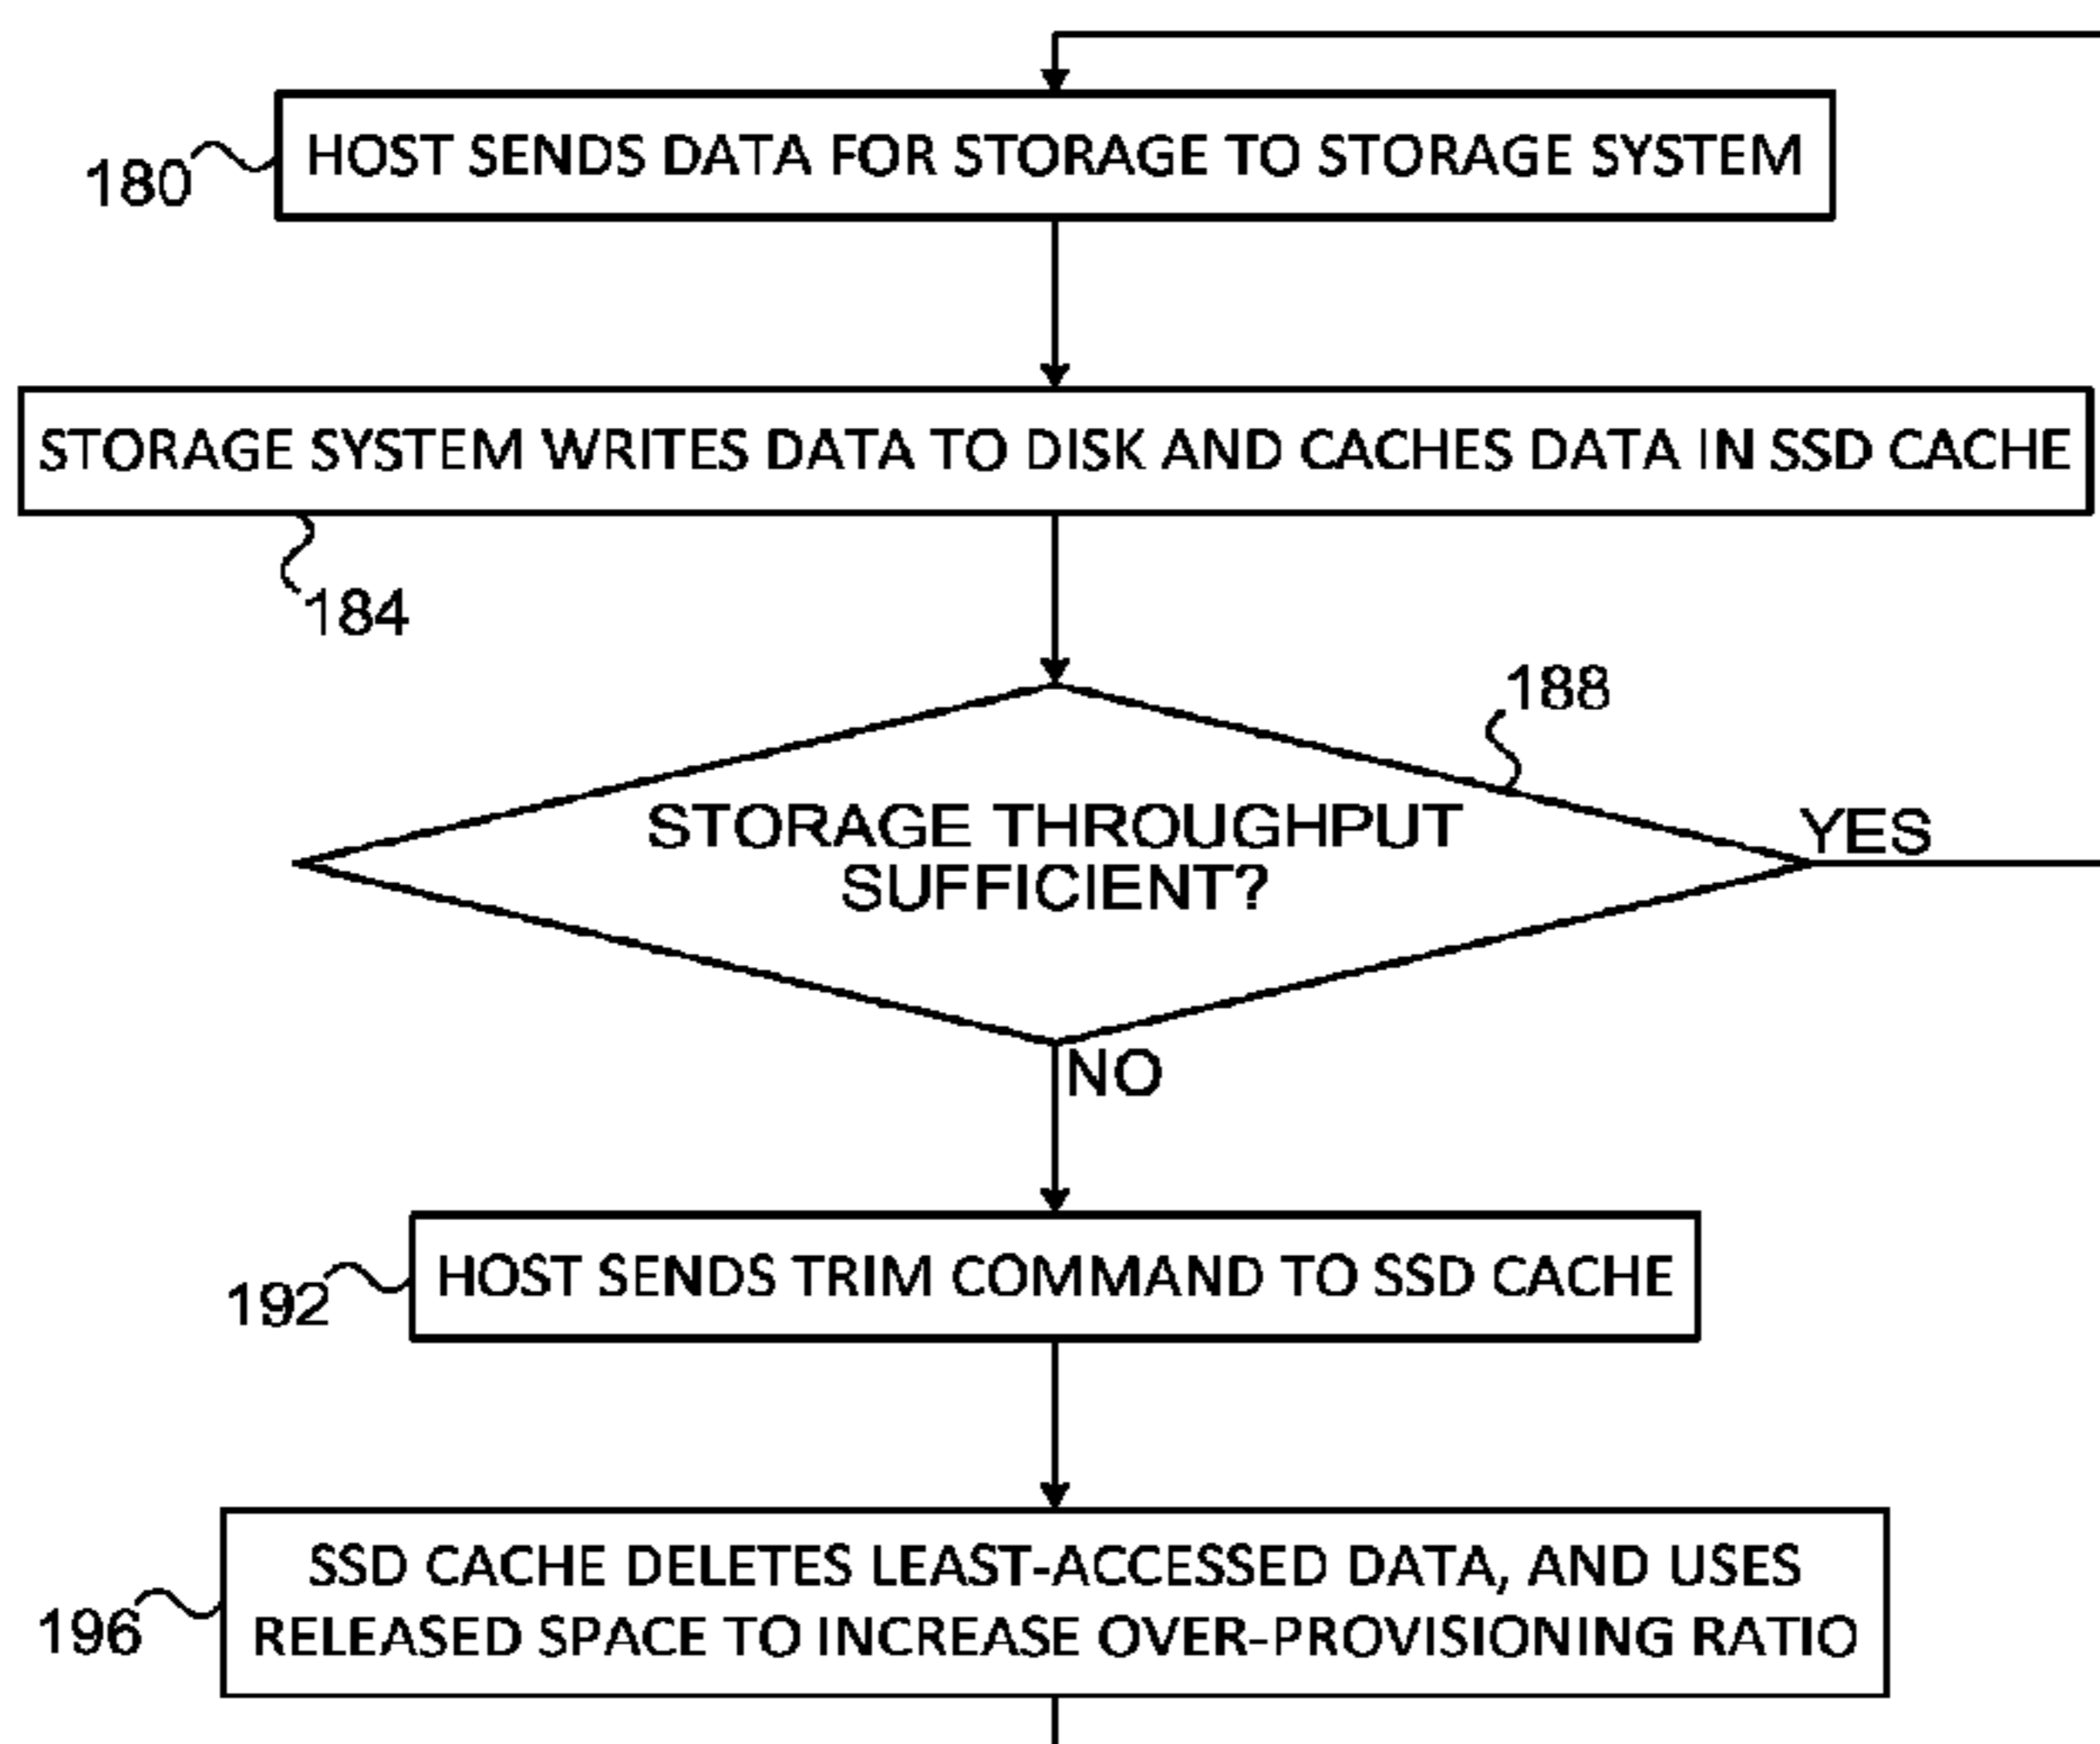 180
HOST SENDS DATA FOR STORAGE TO STORAGE SYSTEM
STORAGE SYSTEM WRITES DATA TO DISK AND CACHES DATA IN SSD CACHE
184
188
STORAGE THROUGHPUT
SUFFICIENT?
YES
NO
192
HOST SENDS TRIM COMMAND TO SSD CACHE
196
SSD CACHE DELETES LEAST-ACCESSED DATA, AND USES
RELEASED SPACE TO INCREASE OVER-PROVISIONING RATIO